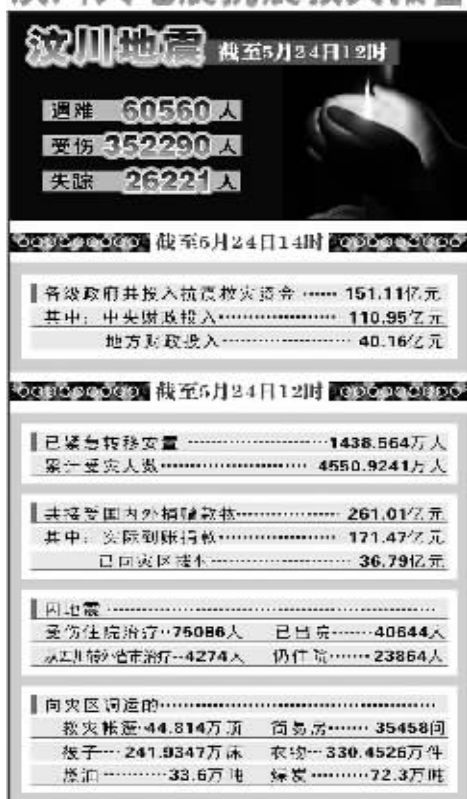 汶川地震 截至5月24日12时
遇难 60560人
受伤 352290人
失踪 26221人
截至5月24日14时
各级政府共投入抗震救灾资金 …… 151.11亿元
其中：中央财政投入 …… 110.95亿元
地方财政投入 …… 40.16亿元
截至5月24日12时
已紧急转移安置 …… 1438.564万人
累计受灾人数 …… 4550.9241万人
共接受国内外捐赠款物 …… 261.01亿元
其中：实际到账捐款 …… 171.47亿元
已向灾区拨付 …… 36.79亿元
因地震 ……
受伤住院治疗··75086人 已出院……40644人
从四川转外省市治疗··4274人 仍住院……23864人
向灾区调运的 ……
救灾帐篷··44.814万顶 简易房…… 35458间
被子…· 241.9347万床 衣物… 330.4526万件
燃油 …… 33.6万吨 煤炭 …… 72.3万吨